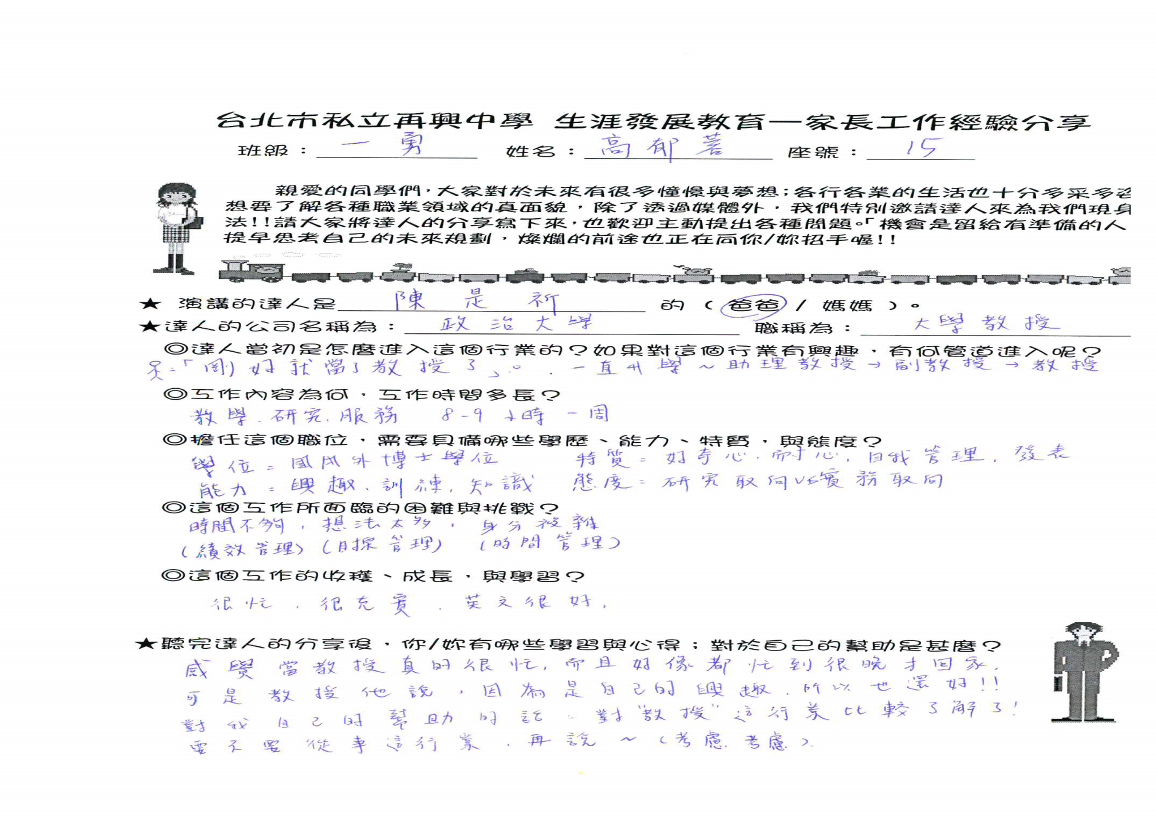 台北市私立再興中學 生涯發展教育—家長工作經驗分享
班級：一勇 姓名：高郁 座號：15
親愛的同學們，大家對於未來有很多憧憬與夢想；各行各業的生活也十分多采多姿
想要了解各種職業領域的真面貌，除了透過媒體外，我們特別邀請達人來為我們現身
法!!請大家將達人的分享寫下來，也歡迎主動提出各種問題。「機會是留給有準備的人
提早思考自己的未來規劃，燦爛的前途也正在向你/妳招手喔!!
★ 演講的達人是 陳是祈 的（爸爸/媽媽）。
★達人的公司名稱為：政治大學 職稱為：大學教授
◎達人當初是怎麼進入這個行業的？如果對這個行業有興趣，有何管道進入呢？
「剛好就當了教授了」。一直升學～助理教授→副教授→教授
◎工作內容為何，工作時間多長？
教學．研究．服務 8-9小時一周
◎擔任這個職位，需要具備哪些學歷、能力、特質，與態度？
學位=國內外博士學位 特質=好奇心．耐心，自我管理，發表
能力=興趣．訓練，知識 態度=研究取向VS實務取向
◎這個工作所面臨的困難與挑戰？
時間不夠，想法太多，身分複雜
(績效管理)(目標管理) (時間管理)
◎這個工作的收穫、成長，與學習？
很忙．很充實．英文很好．
★聽完達人的分享後，你/妳有哪些學習與心得；對於自己的幫助是甚麼？
感覺當教授真的很忙，而且好像都忙到很晚才回家．
可是教授他說，因為是自己的興趣．所以也還好!!
對我自己的幫助的話=對"教授"這行業比較了解了!
要不要從事這行業．再說～(考慮.考慮).